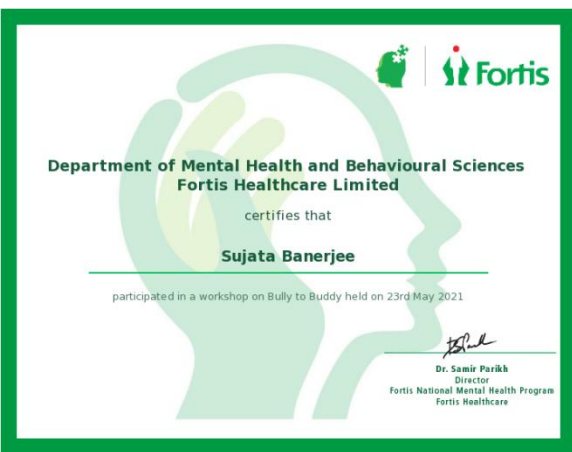 Fortis
Department of Mental Health and Behavioural Sciences
Fortis Healthcare Limited
certifies that
Sujata Banerjee
participated in a workshop on Bully to Buddy held on 23rd May 2021
Dr. Samir Parikh
Director
Fortis National Mental Health Program
Fortis Healthcare